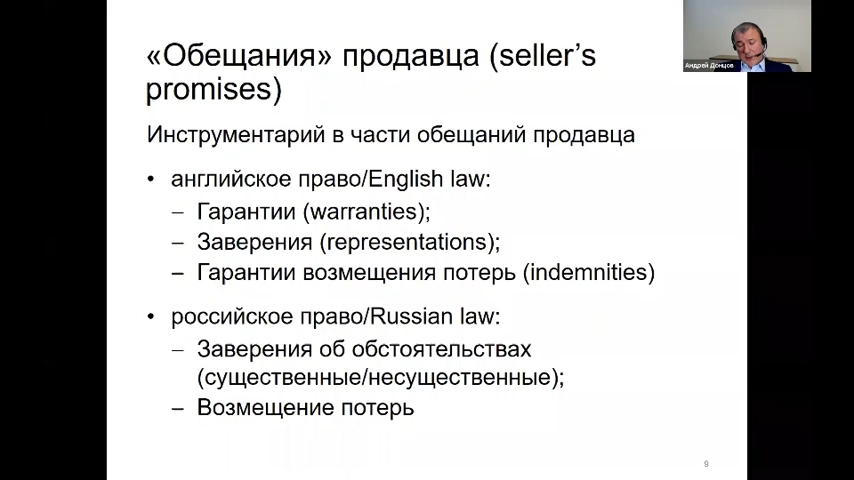 «Обещания» продавца (seller’s
promises)
Андрей Донцов
Инструментарий в части обещаний продавца
• английское право/English law:
– Гарантии (warranties);
– Заверения (representations);
– Гарантии возмещения потерь (indemnities)
• российское право/Russian law:
– Заверения об обстоятельствах
(существенные/несущественные);
– Возмещение потерь
9